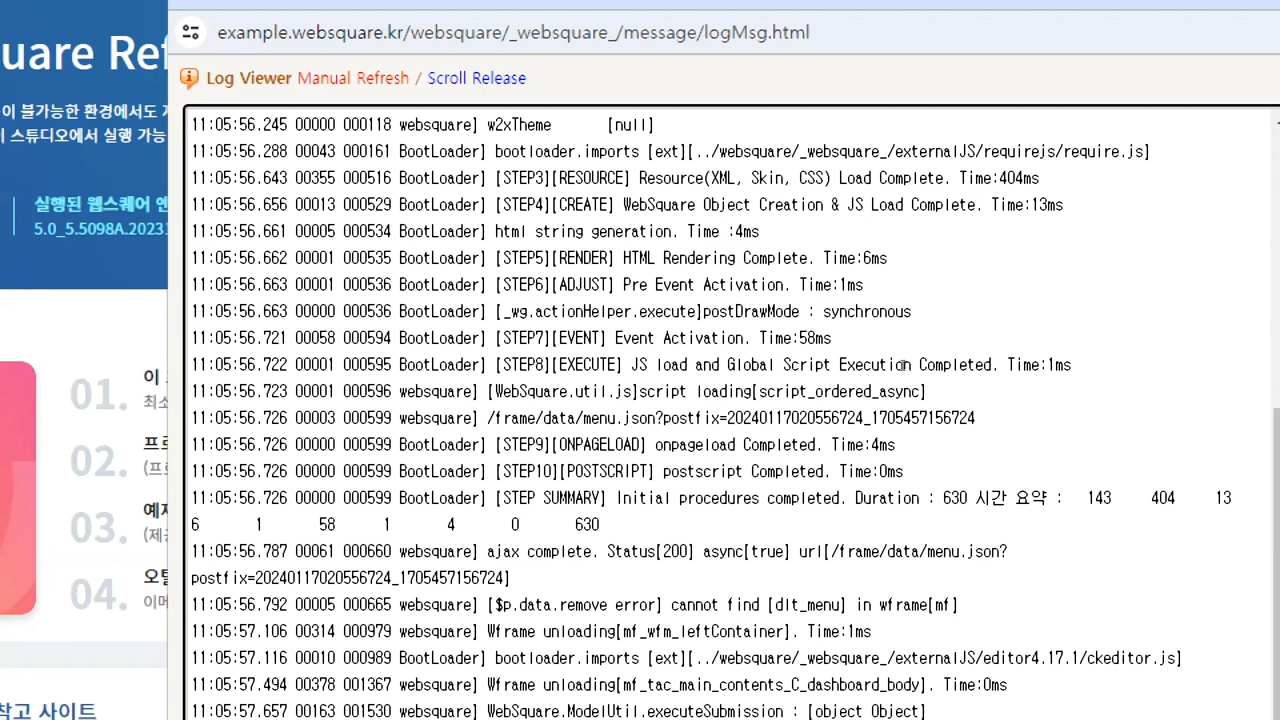 example.websquare.kr/websquare/_websquare_/message/logMsg.html
Log Viewer Manual Refresh / Scroll Release
11:05:56.245 00000 000118 websquare] w2xTheme [null]
11:05:56.288 00043 000161 BootLoader] bootloader.imports [ext][../websquare/_websquare_/externalJS/requirejs/require.js]
11:05:56.643 00355 000516 BootLoader] [STEP3][RESOURCE] Resource(XML, Skin, CSS) Load Complete. Time:404ms
11:05:56.656 00013 000529 BootLoader] [STEP4][CREATE] WebSquare Object Creation & JS Load Complete. Time:13ms
11:05:56.661 00005 000534 BootLoader] html string generation. Time :4ms
11:05:56.662 00001 000535 BootLoader] [STEP5][RENDER] HTML Rendering Complete. Time:6ms
11:05:56.663 00001 000536 BootLoader] [STEP6][ADJUST] Pre Event Activation. Time:1ms
11:05:56.663 00000 000536 BootLoader] [_wg.actionHelper.execute]postDrawMode : synchronous
11:05:56.721 00058 000594 BootLoader] [STEP7][EVENT] Event Activation. Time:58ms
11:05:56.722 00001 000595 BootLoader] [STEP8][EXECUTE] JS load and Global Script Execution Completed. Time:1ms
11:05:56.723 00001 000596 websquare] [WebSquare.util.js]script loading[script_ordered_async]
11:05:56.726 00003 000599 websquare] /frame/data/menu.json?postfix=20240117020556724_1705457156724
11:05:56.726 00000 000599 BootLoader] [STEP9][ONPAGELOAD] onpageload Completed. Time:4ms
11:05:56.726 00000 000599 BootLoader] [STEP10][POSTSCRIPT] postscript Completed. Time:0ms
11:05:56.726 00000 000599 BootLoader] [STEP SUMMARY] Initial procedures completed. Duration : 630 시간 요약 : 143 404 13
6 1 58 1 4 0 630
11:05:56.787 00061 000660 websquare] ajax complete. Status[200] async[true] url[/frame/data/menu.json?
postfix=20240117020556724_1705457156724]
11:05:56.792 00005 000665 websquare] [$p.data.remove error] cannot find [dlt_menu] in wframe[mf]
11:05:57.106 00314 000979 websquare] Wframe unloading[mf_wfm_leftContainer]. Time:1ms
11:05:57.116 00010 000989 BootLoader] bootloader.imports [ext][../websquare/_websquare_/externalJS/editor4.17.1/ckeditor.js]
11:05:57.494 00378 001367 websquare] Wframe unloading[mf_tac_main_contents_C_dashboard_body]. Time:0ms
11:05:57.657 00163 001530 websquare] WebSquare.ModelUtil.executeSubmission : [object Object]
uare Ref
이 불가능한 환경에서도
이 스튜디오에서 실행 가능
실행된 웹스퀘어 엔
5.0_5.5098A.20231
01. 이
최소
02. 프로
(프로
03. 예제
(제공
04. 오탈
이메
참고 사이트